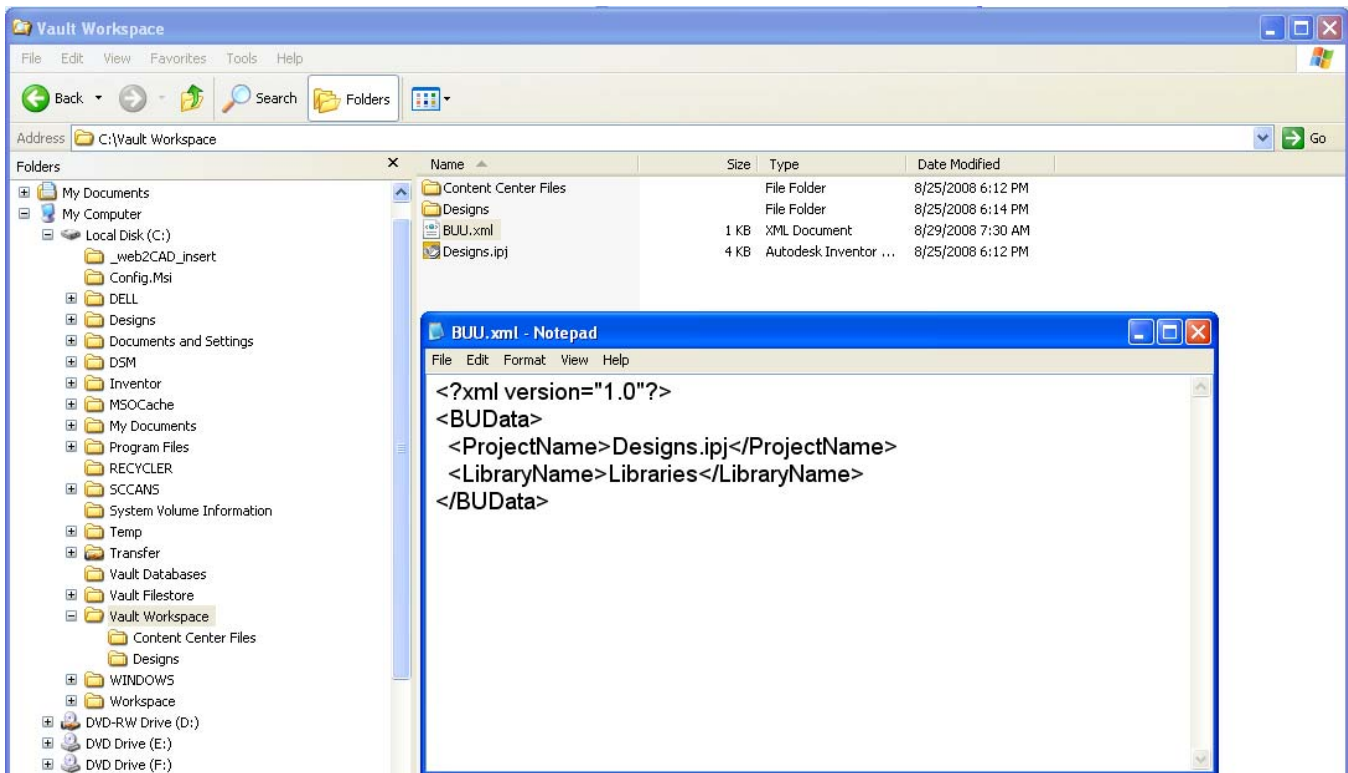 Vault Workspace
File Edit View Favorites Tools Help
Back Search Folders
Address C:\Vault Workspace Go
Folders
My Documents
My Computer
Local Disk (C:)
_web2CAD_insert
Config.Msi
DELL
Designs
Documents and Settings
DSM
Inventor
MSOCache
My Documents
Program Files
RECYCLER
SCCANS
System Volume Information
Temp
Transfer
Vault Databases
Vault Filestore
Vault Workspace
Content Center Files
Designs
WINDOWS
Workspace
DVD-RW Drive (D:)
DVD Drive (E:)
DVD Drive (F:)
Name Size Type Date Modified
Content Center Files File Folder 8/25/2008 6:12 PM
Designs File Folder 8/25/2008 6:14 PM
BUU.xml 1 KB XML Document 8/29/2008 7:30 AM
Designs.ipj 4 KB Autodesk Inventor ... 8/25/2008 6:12 PM
BUU.xml - Notepad
File Edit Format View Help
<?xml version="1.0"?>
<BUData>
<ProjectName>Designs.ipj</ProjectName>
<LibraryName>Libraries</LibraryName>
</BUData>